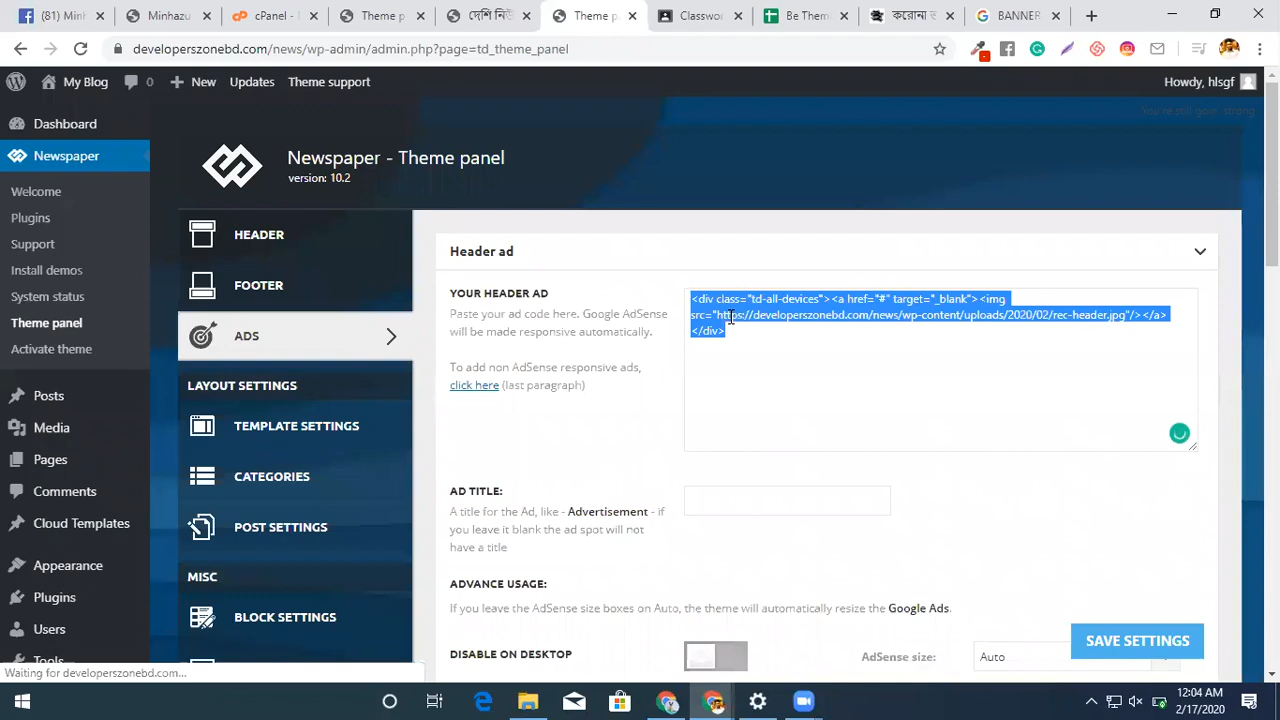 (81) Minh
Minhazu
cPanel -
Theme p
দেশি নিউ
Theme p
Classwor
Be Them
করোনা ভ
BANNER
developerszonebd.com/news/wp-admin/admin.php?page=td_theme_panel
My Blog 0 New Updates Theme support Howdy, hlsgf
You're still goin' strong
Dashboard
Newspaper
Welcome
Plugins
Support
Install demos
System status
Theme panel
Activate theme
Posts
Media
Pages
Comments
Cloud Templates
Appearance
Plugins
Users
Tools
Newspaper - Theme panel
version: 10.2
HEADER
FOOTER
ADS
LAYOUT SETTINGS
TEMPLATE SETTINGS
CATEGORIES
POST SETTINGS
MISC
BLOCK SETTINGS
Header ad
YOUR HEADER AD
Paste your ad code here. Google AdSense
will be made responsive automatically.
To add non AdSense responsive ads,
click here (last paragraph)
<div class="td-all-devices"><a href="#" target="_blank"><img
src="https://developerszonebd.com/news/wp-content/uploads/2020/02/rec-header.jpg"/></a>
</div>
AD TITLE:
A title for the Ad, like - Advertisement - if
you leave it blank the ad spot will not
have a title
ADVANCE USAGE:
If you leave the AdSense size boxes on Auto, the theme will automatically resize the Google Ads.
DISABLE ON DESKTOP
AdSense size:
Auto
SAVE SETTINGS
Waiting for developerszonebd.com...
12:04 AM
2/17/2020